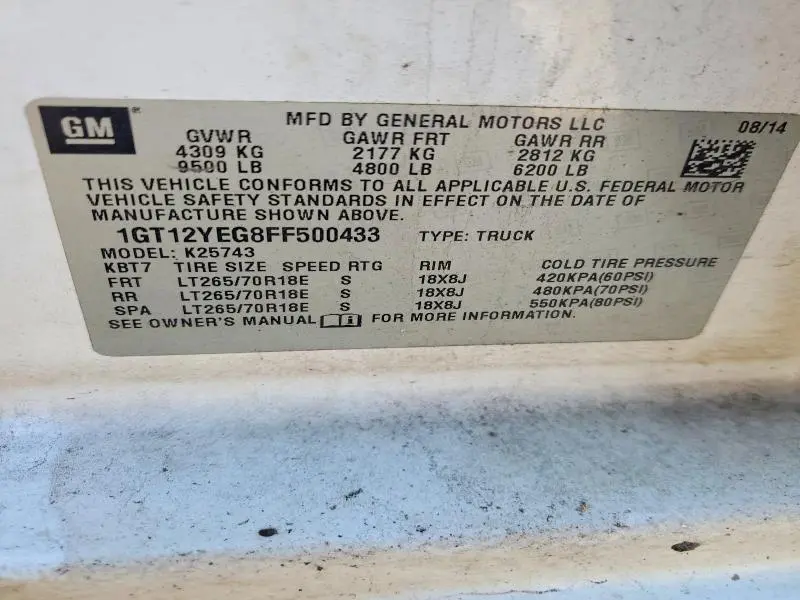 GM
MFD BY GENERAL MOTORS LLC 08/14
GVWR GAWR FRT GAWR RR
4309 KG 2177 KG 2812 KG
9500 LB 4800 LB 6200 LB
THIS VEHICLE CONFORMS TO ALL APPLICABLE U.S. FEDERAL MOTOR
VEHICLE SAFETY STANDARDS IN EFFECT ON THE DATE OF
MANUFACTURE SHOWN ABOVE.
1GT12YEG8FF500433 TYPE: TRUCK
MODEL: K25743
KBT7 TIRE SIZE SPEED RTG RIM COLD TIRE PRESSURE
FRT LT265/70R18E S 18X8J 420KPA(60PSI)
RR LT265/70R18E S 18X8J 480KPA(70PSI)
SPA LT265/70R18E S 18X8J 550KPA(80PSI)
SEE OWNER'S MANUAL FOR MORE INFORMATION.